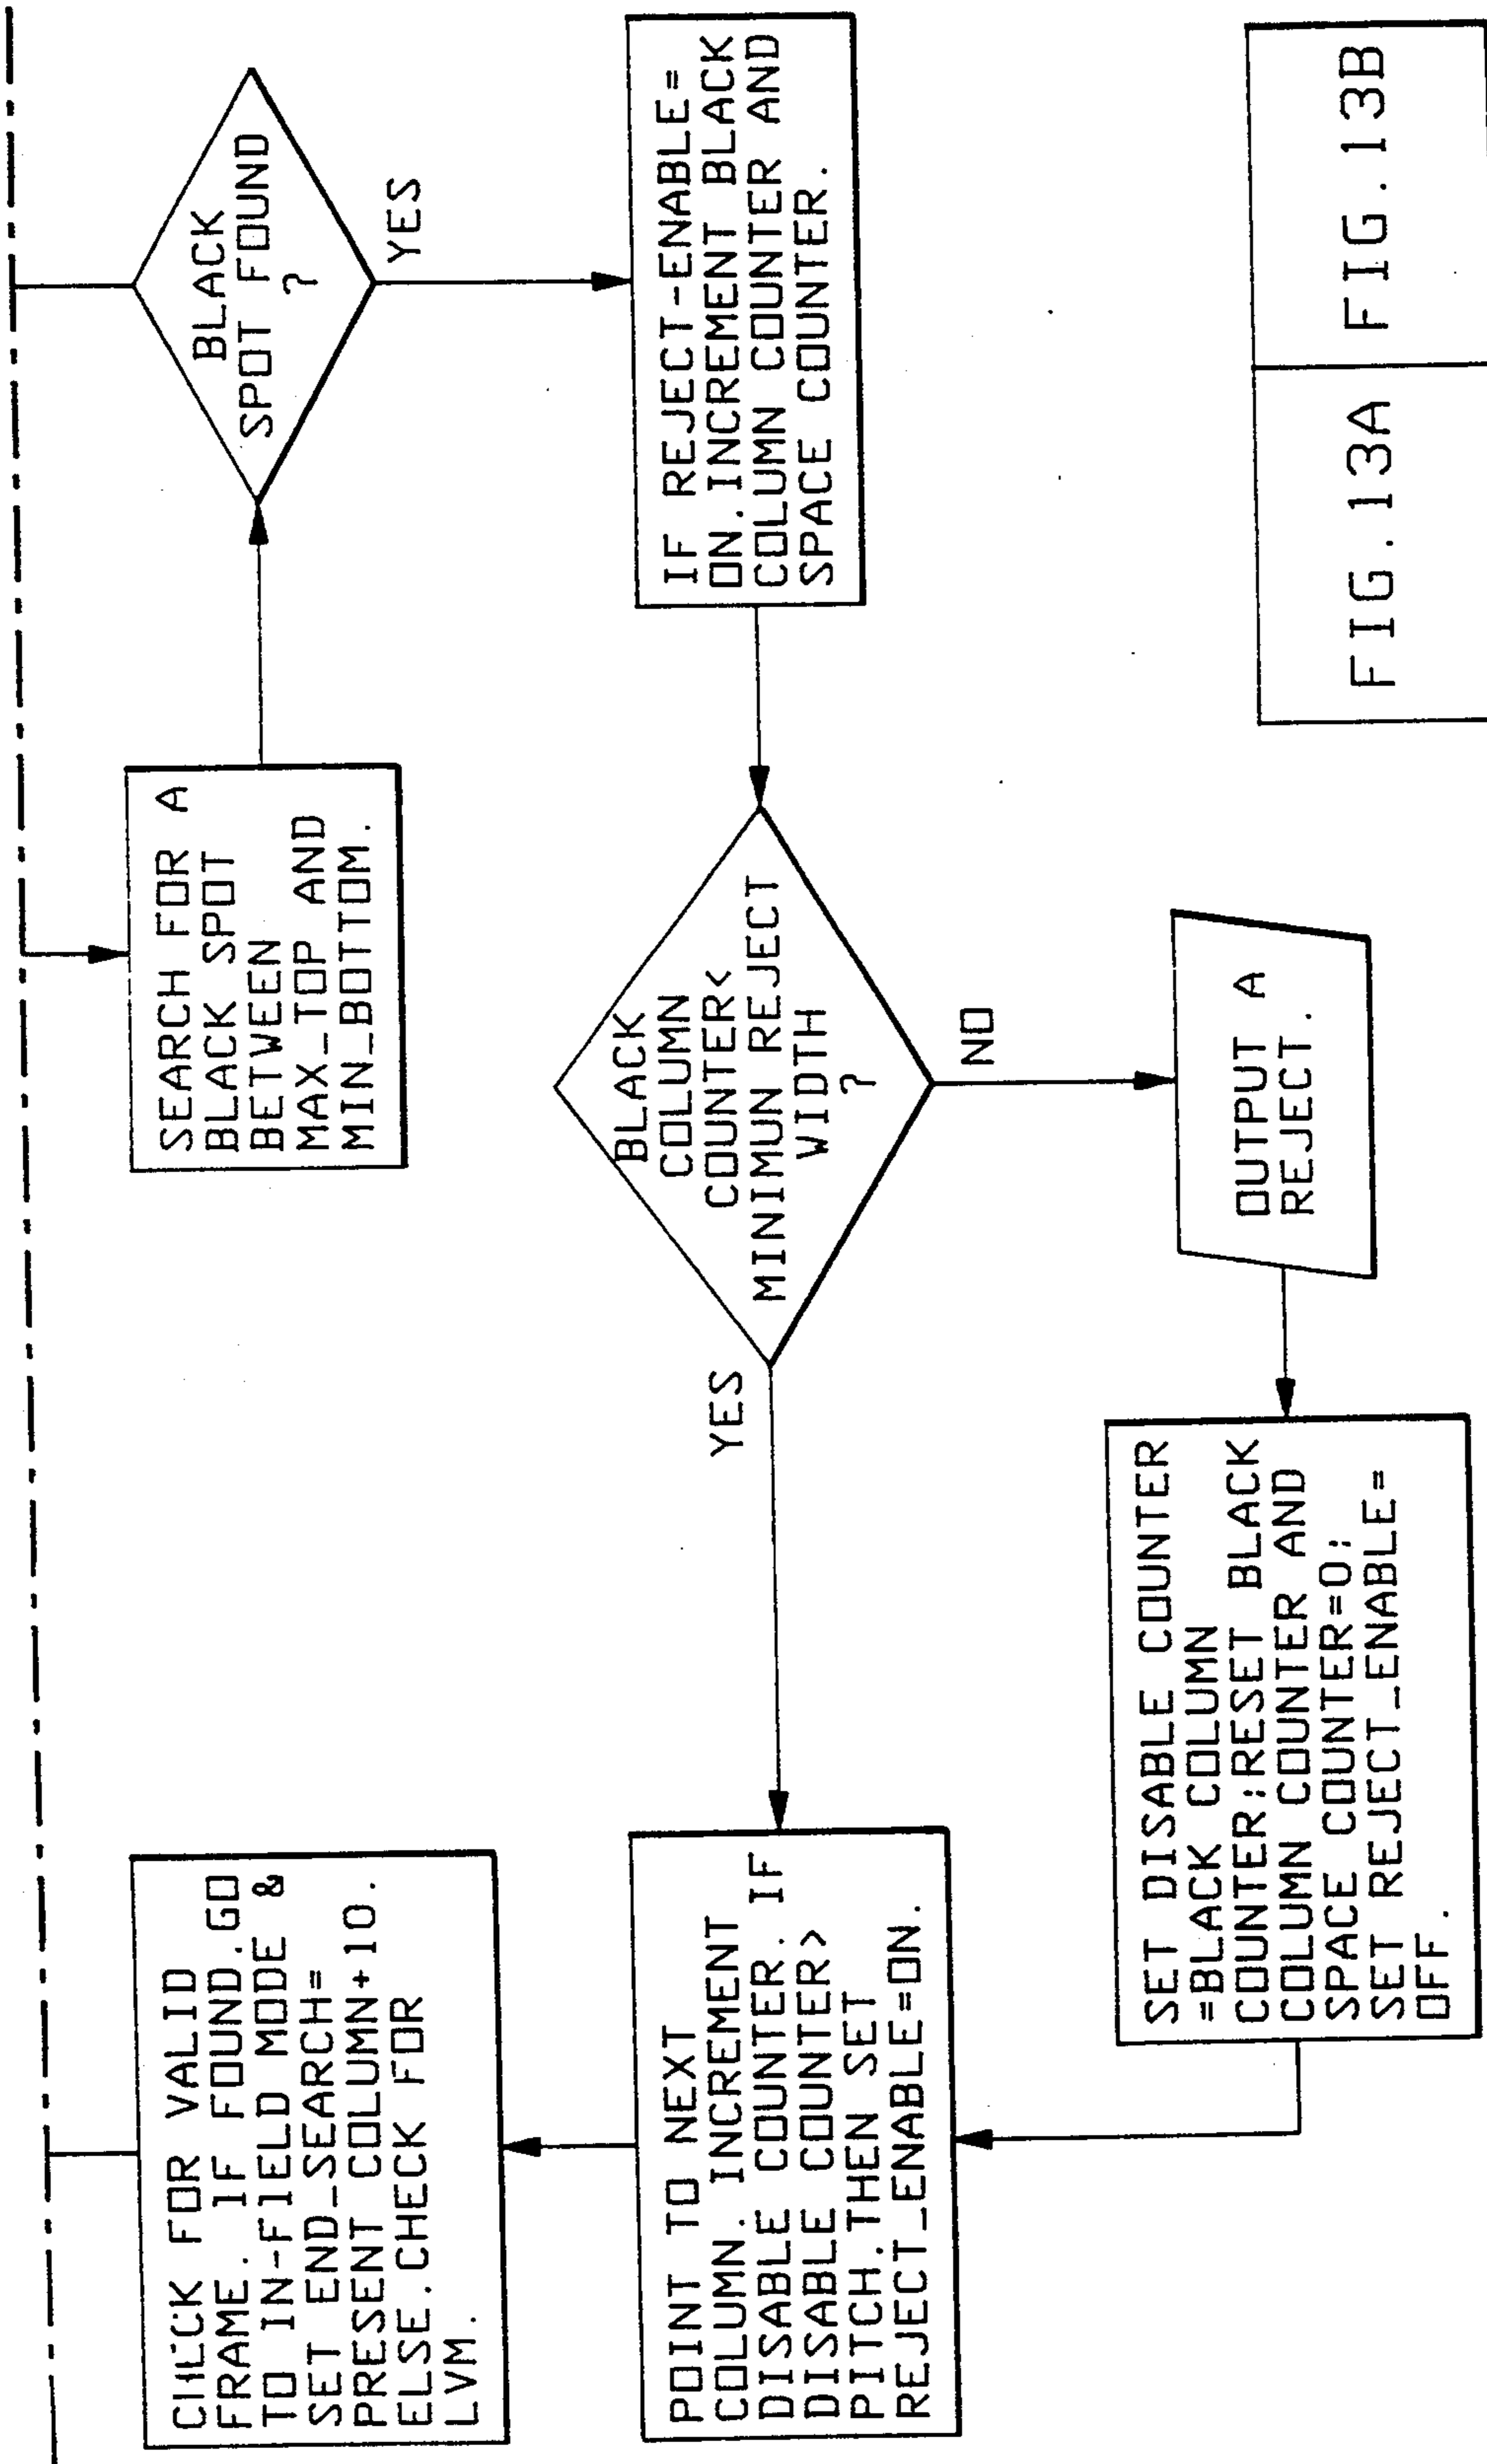 CHECK FOR VALID
FRAME. IF FOUND.GO
TO IN-FIELD MODE &
SET END_SEARCH=
PRESENT COLUMN+10.
ELSE.CHECK FOR
LVM.
SEARCH FOR A
BLACK SPOT
BETWEEN
MAX_TOP AND
MIN_BOTTOM.
BLACK
SPOT FOUND
?
YES
IF REJECT-ENABLE=
ON.INCREMENT BLACK
COLUMN COUNTER AND
SPACE COUNTER.
BLACK
COLUMN
COUNTER<
MINIMUN REJECT
WIDTH
?
YES
NO
POINT TO NEXT
COLUMN. INCREMENT
DISABLE COUNTER. IF
DISABLE COUNTER>
PITCH.THEN SET
REJECT_ENABLE=ON.
OUTPUT A
REJECT.
SET DISABLE COUNTER
=BLACK COLUMN
COUNTER;RESET BLACK
COLUMN COUNTER AND
SPACE COUNTER=0;
SET REJECT_ENABLE=
OFF.
FIG.13A
FIG.13B